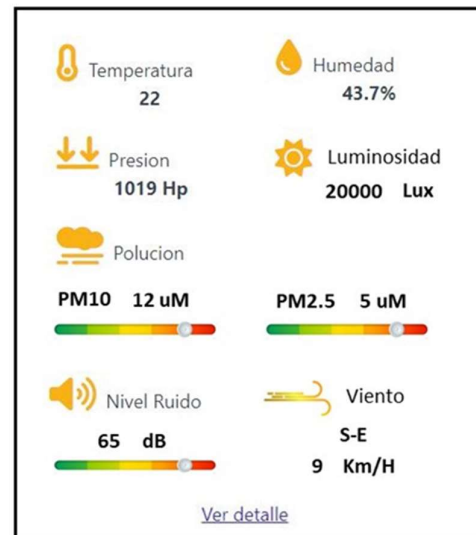 Temperatura
22
Humedad
43.7%
Presion
1019 Hp
Luminosidad
20000 Lux
Polucion
PM10 12 uM
PM2.5 5 uM
Nivel Ruido
65 dB
Viento
S-E
9 Km/H
Ver detalle